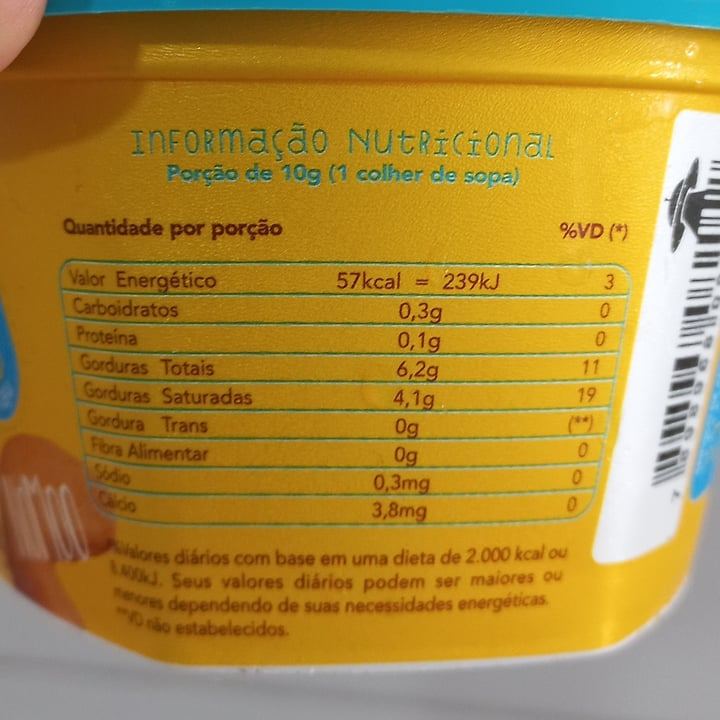 Informação Nutricional
Porção de 10g (1 colher de sopa)
Quantidade por porção %VD (*)
Valor Energético 57kcal = 239kJ 3
Carboidratos 0,3g 0
Proteína 0,1g 0
Gorduras Totais 6,2g 11
Gorduras Saturadas 4,1g 19
Gordura Trans 0g (**)
Fibra Alimentar 0g 0
Sódio 0,3mg 0
Cálcio 3,8mg 0
%Valores diários com base em uma dieta de 2.000 kcal ou
8.400kJ. Seus valores diários podem ser maiores ou
menores dependendo de suas necessidades energéticas.
**VD não estabelecidos.